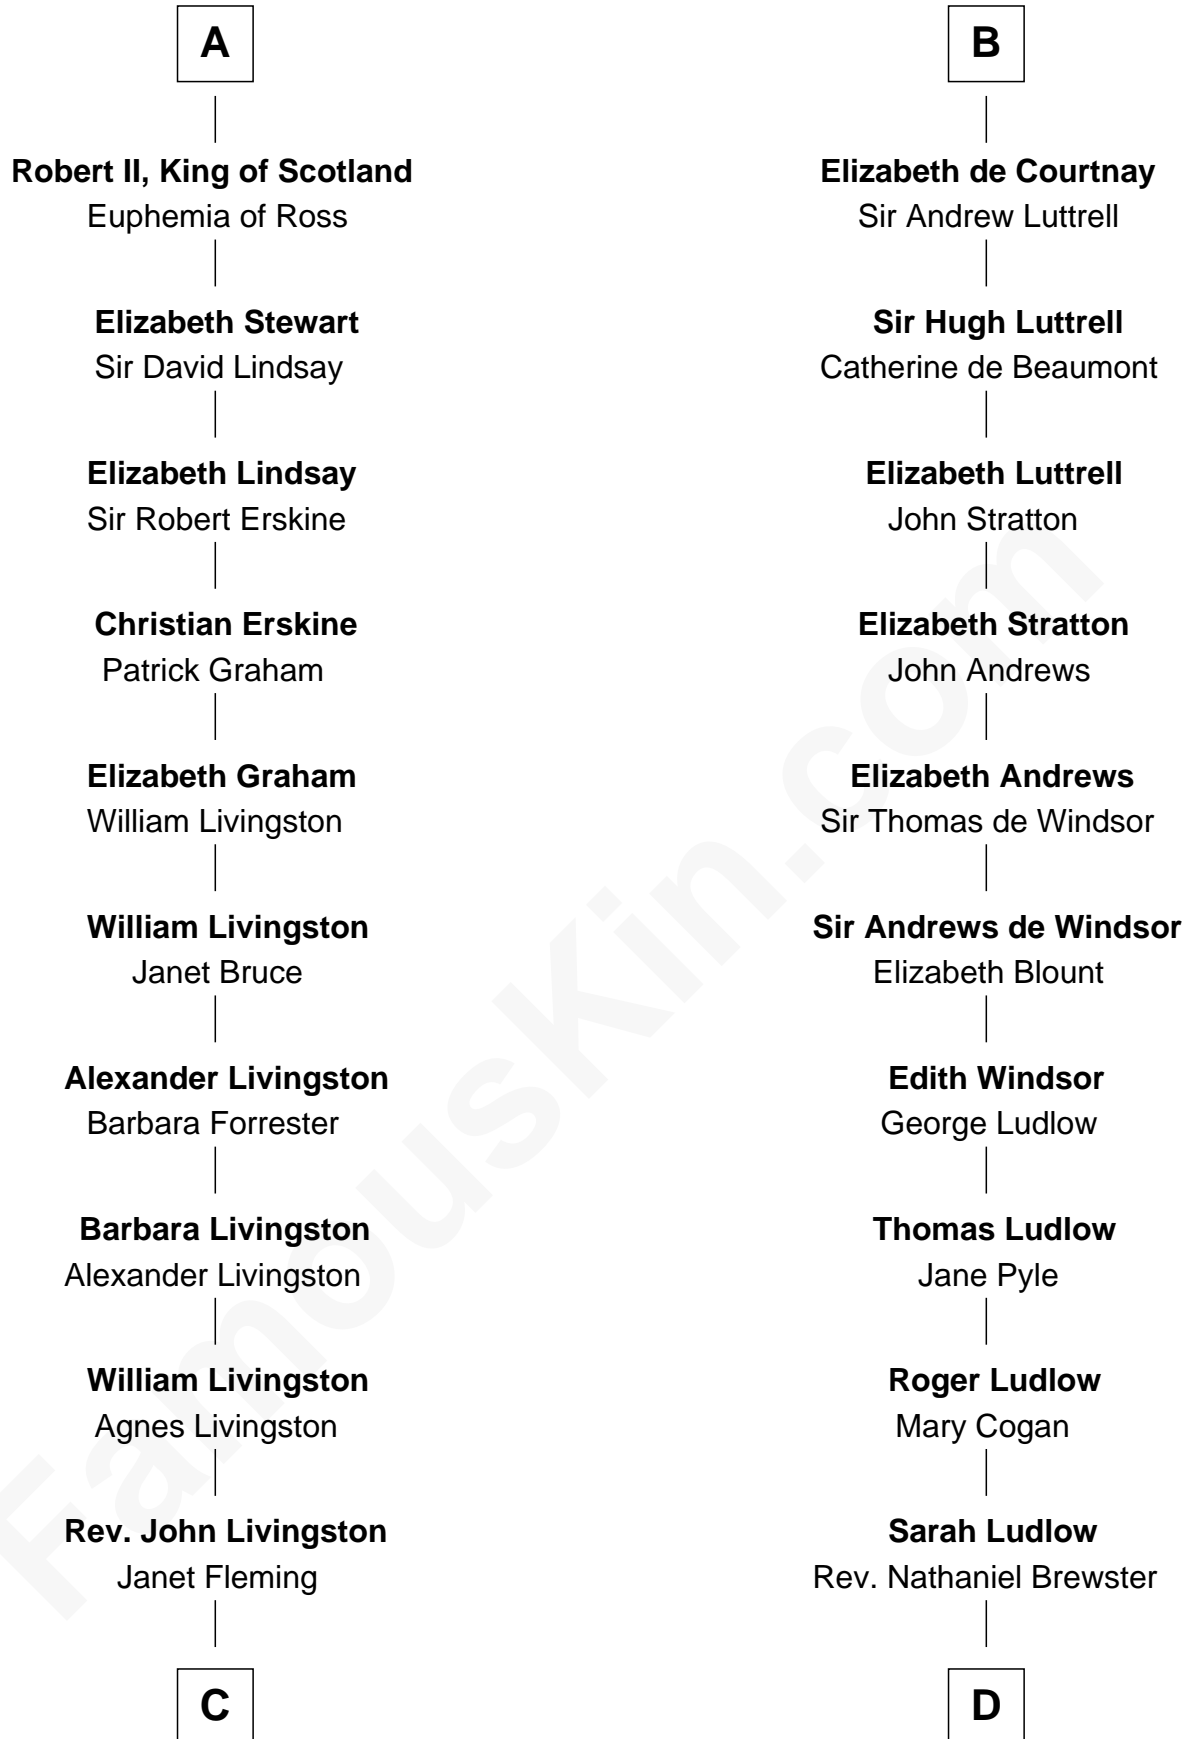 A
Robert II, King of Scotland
Euphemia of Ross
Elizabeth Stewart
Sir David Lindsay
Elizabeth Lindsay
Sir Robert Erskine
Christian Erskine
Patrick Graham
Elizabeth Graham
William Livingston
William Livingston
Janet Bruce
Alexander Livingston
Barbara Forrester
Barbara Livingston
Alexander Livingston
William Livingston
Agnes Livingston
Rev. John Livingston
Janet Fleming
C
B
Elizabeth de Courtnay
Sir Andrew Luttrell
Sir Hugh Luttrell
Catherine de Beaumont
Elizabeth Luttrell
John Stratton
Elizabeth Stratton
John Andrews
Elizabeth Andrews
Sir Thomas de Windsor
Sir Andrews de Windsor
Elizabeth Blount
Edith Windsor
George Ludlow
Thomas Ludlow
Jane Pyle
Roger Ludlow
Mary Cogan
Sarah Ludlow
Rev. Nathaniel Brewster
D
FamousKin.com